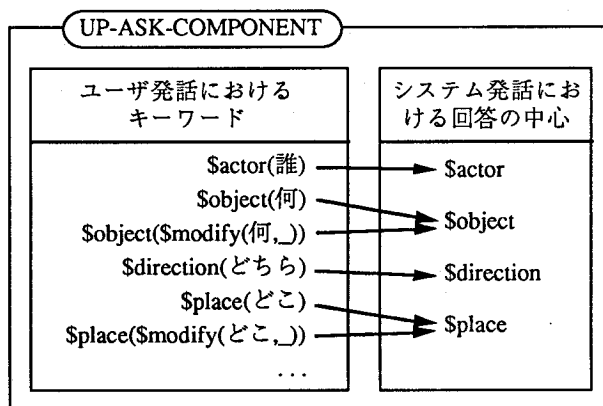 UP-ASK-COMPONENT
ユーザ発話における
キーワード
システム発話にお
ける回答の中心
$actor(誰)
$actor
$object(何)
$object
$object($modify(何,_))
$direction(どちら)
$direction
$place(どこ)
$place
$place($modify(どこ,_))
...